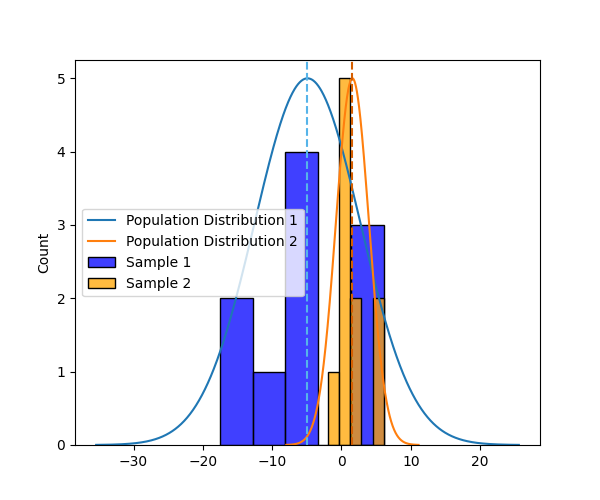 5
4
3
2
1
0
Count
Population Distribution 1
Population Distribution 2
Sample 1
Sample 2
−30
−20
−10
0
10
20